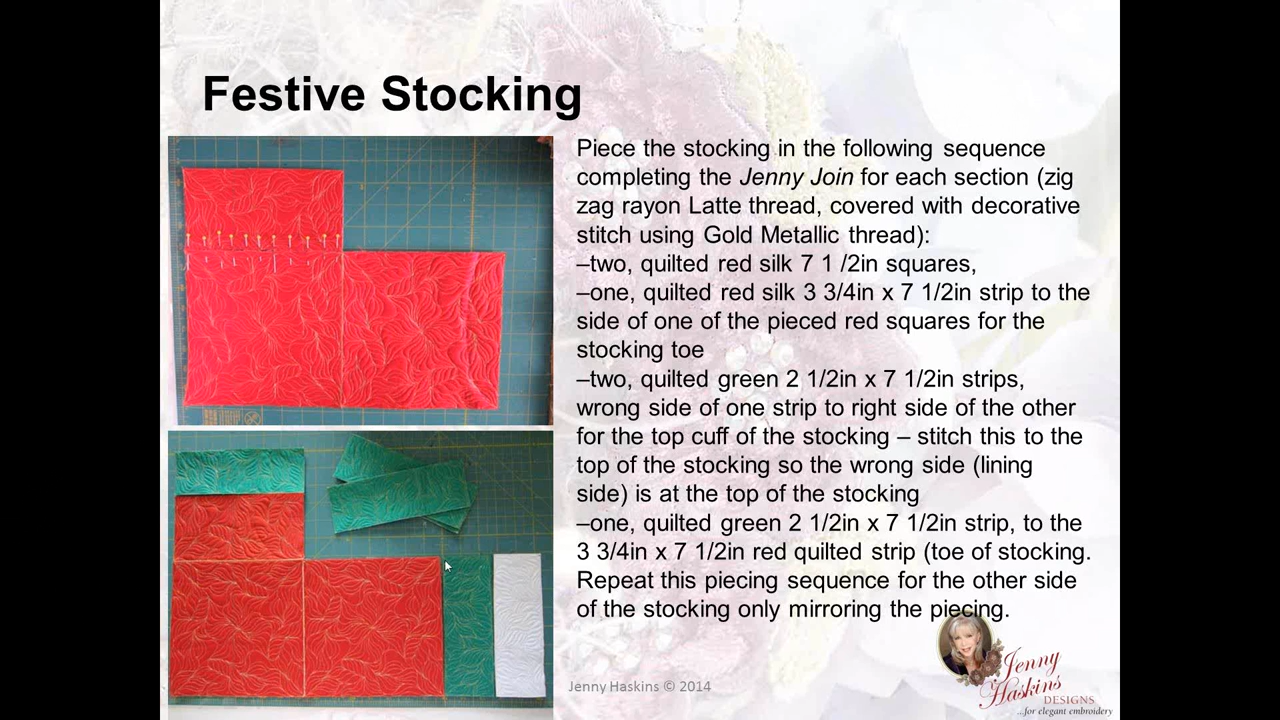 Festive Stocking
Piece the stocking in the following sequence
completing the Jenny Join for each section (zig
zag rayon Latte thread, covered with decorative
stitch using Gold Metallic thread):
–two, quilted red silk 7 1 /2in squares,
–one, quilted red silk 3 3/4in x 7 1/2in strip to the
side of one of the pieced red squares for the
stocking toe
–two, quilted green 2 1/2in x 7 1/2in strips,
wrong side of one strip to right side of the other
for the top cuff of the stocking – stitch this to the
top of the stocking so the wrong side (lining
side) is at the top of the stocking
–one, quilted green 2 1/2in x 7 1/2in strip, to the
3 3/4in x 7 1/2in red quilted strip (toe of stocking.
Repeat this piecing sequence for the other side
of the stocking only mirroring the piecing.
Jenny Haskins © 2014
Jenny
Haskins
DESIGNS
...for elegant embroidery